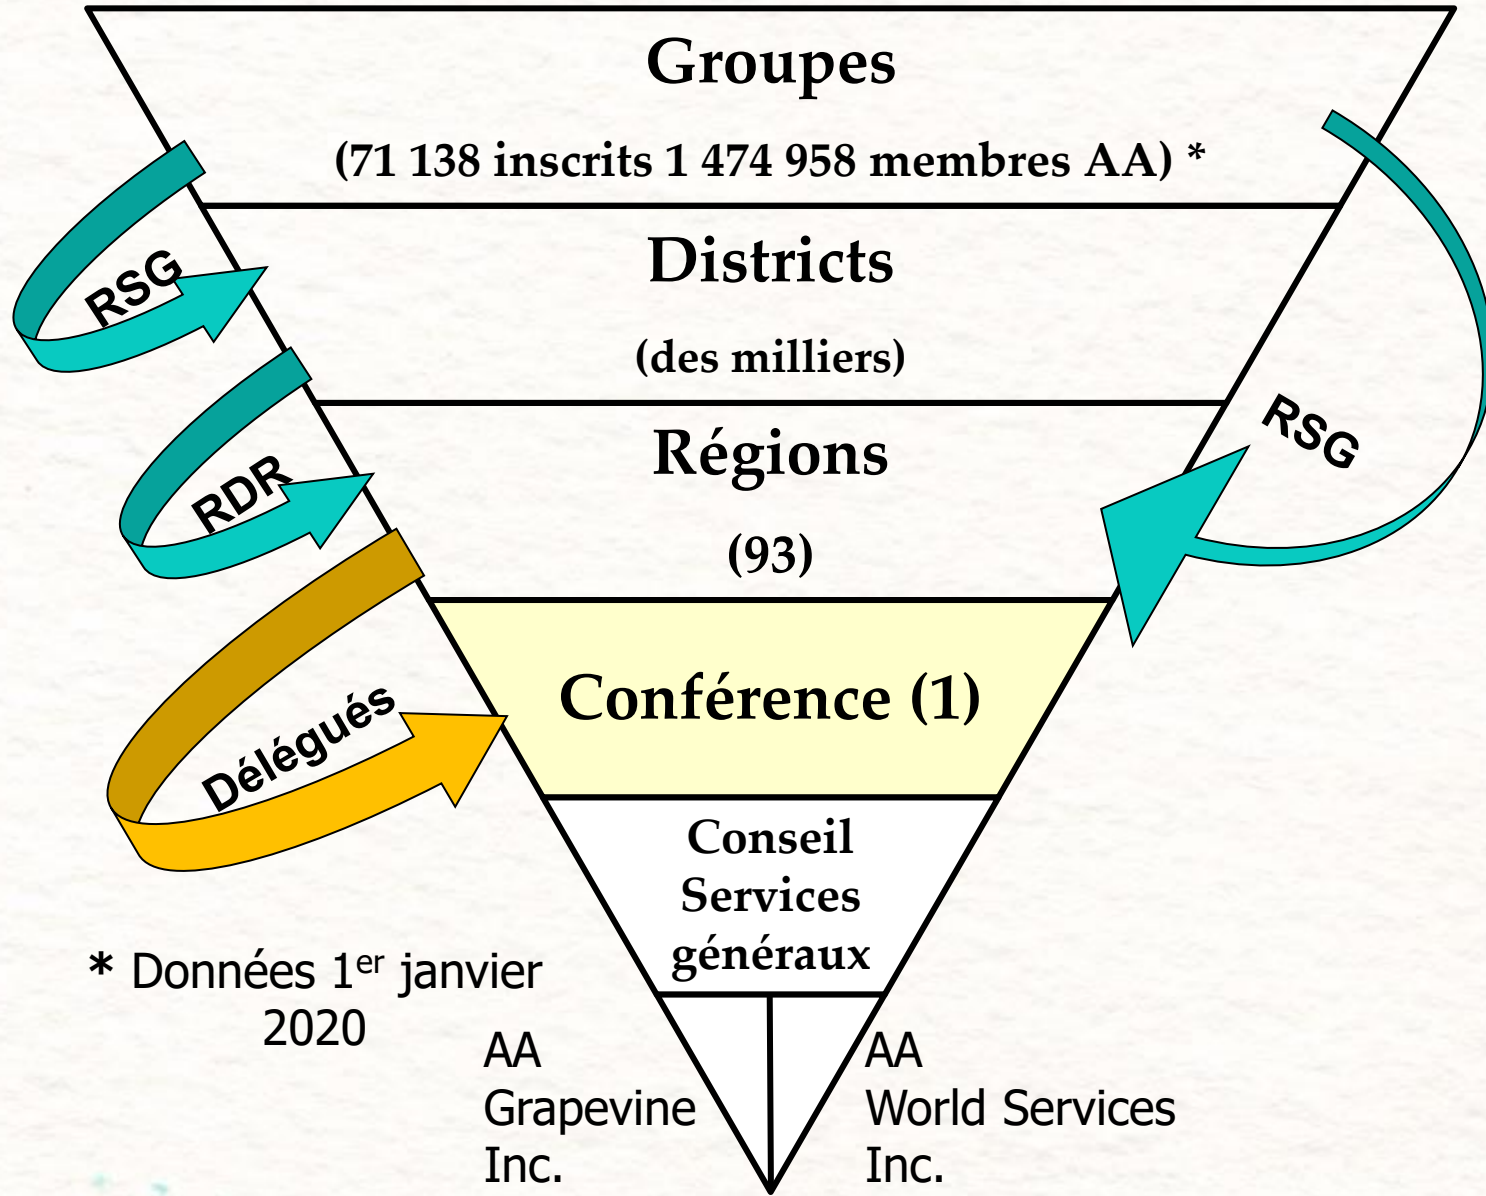 Groupes
(71 138 inscrits 1 474 958 membres AA) *
RSG
Districts
(des milliers)
RDR
Régions
(93)
RSG
Délégués
Conférence (1)
Conseil
Services
généraux
* Données 1er janvier
2020
AA
Grapevine
Inc.
AA
World Services
Inc.